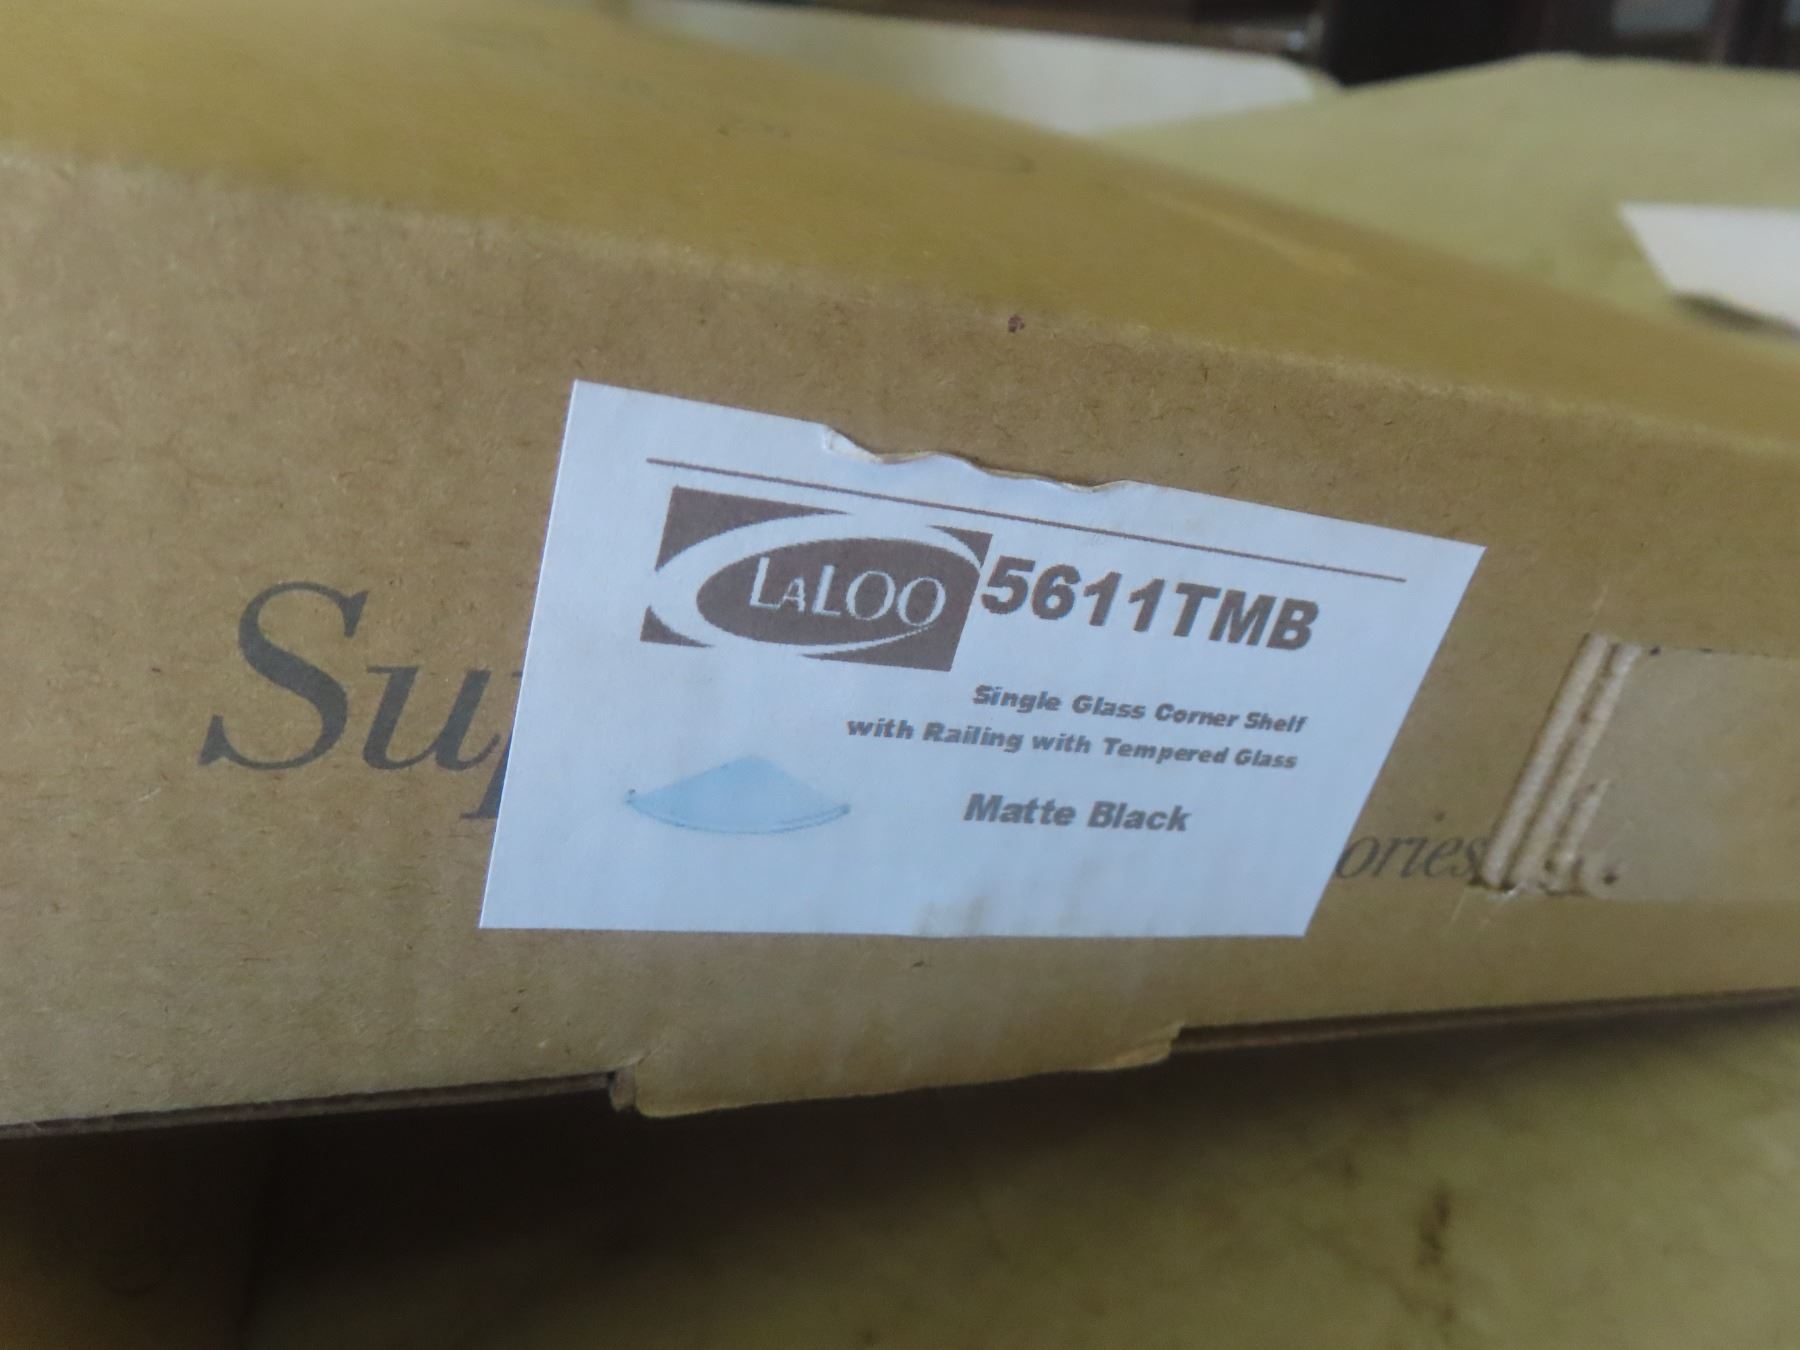 LALOO 5611TMB
Single Glass Corner Shelf
with Railing with Tempered Glass
Matte Black
Su
ories